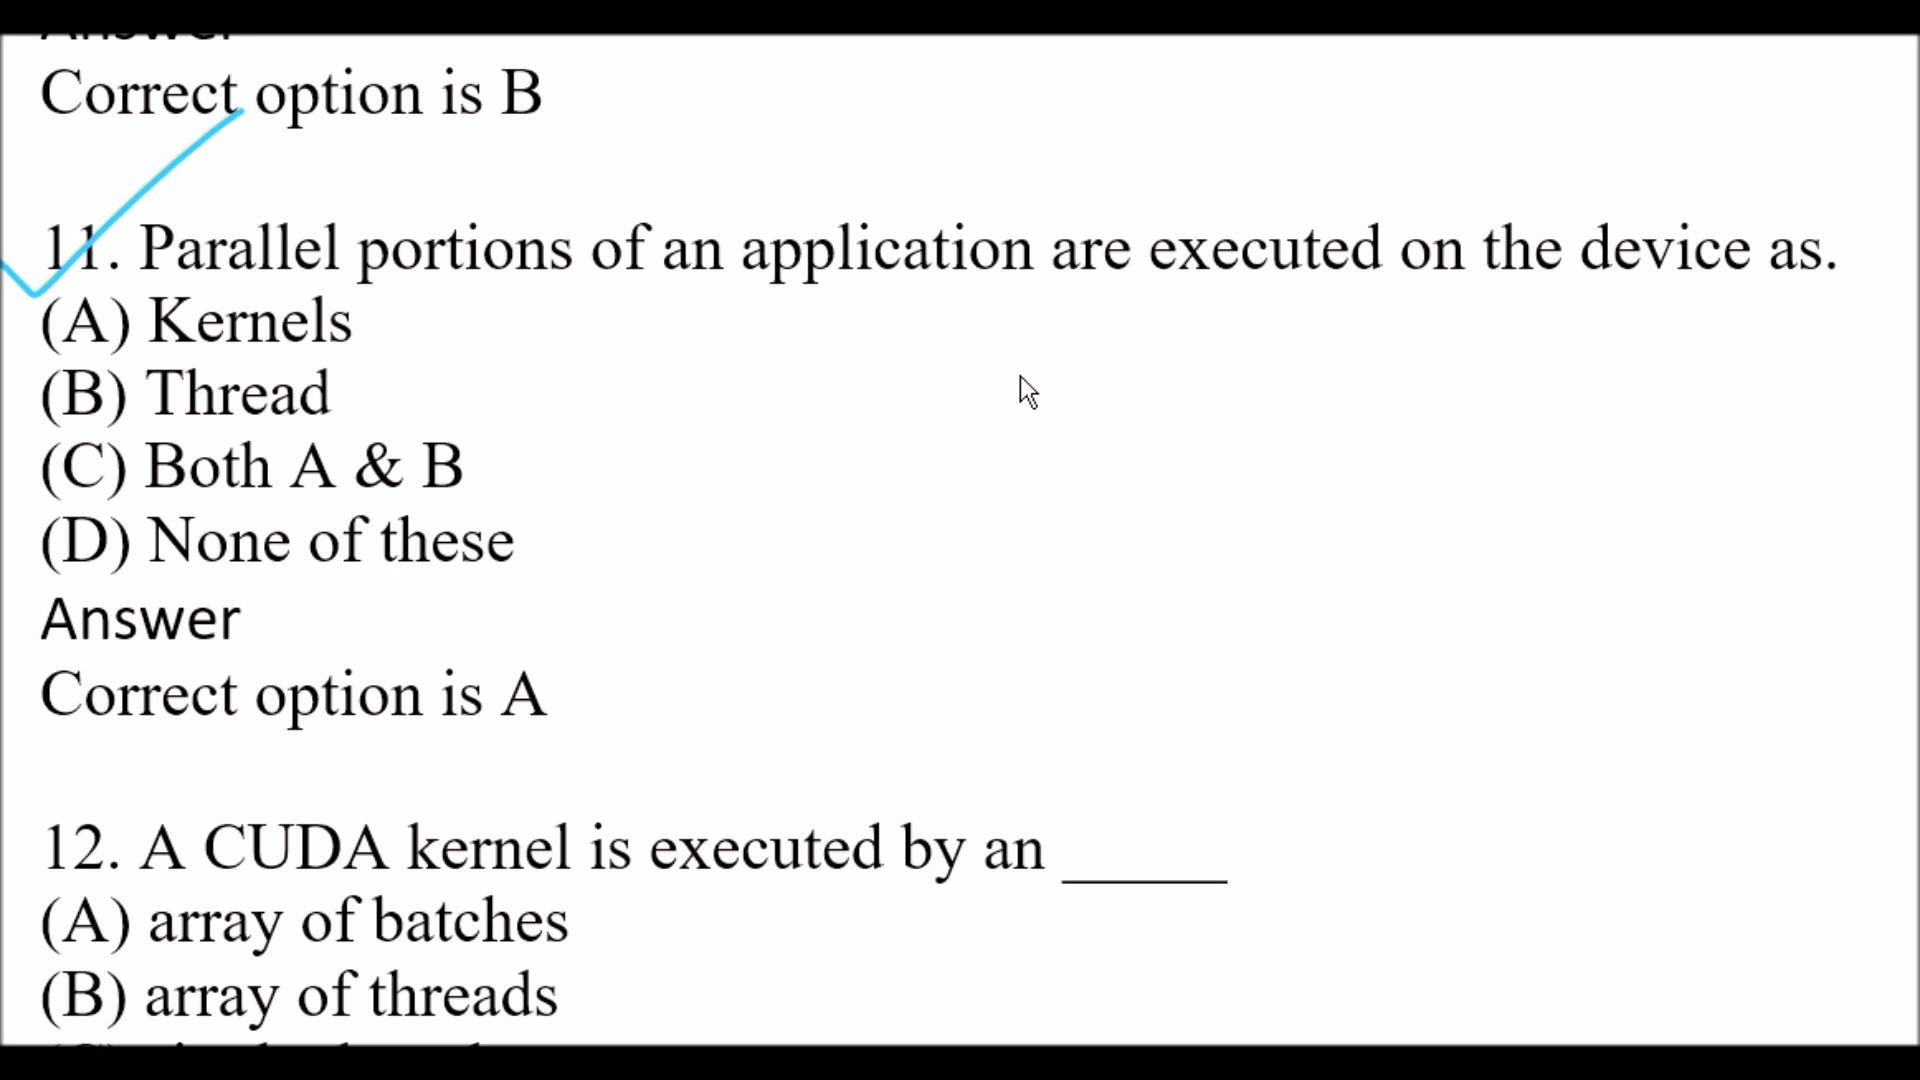 Answer
Correct option is B
11. Parallel portions of an application are executed on the device as.
(A) Kernels
(B) Thread
(C) Both A & B
(D) None of these
Answer
Correct option is A
12. A CUDA kernel is executed by an ______
(A) array of batches
(B) array of threads